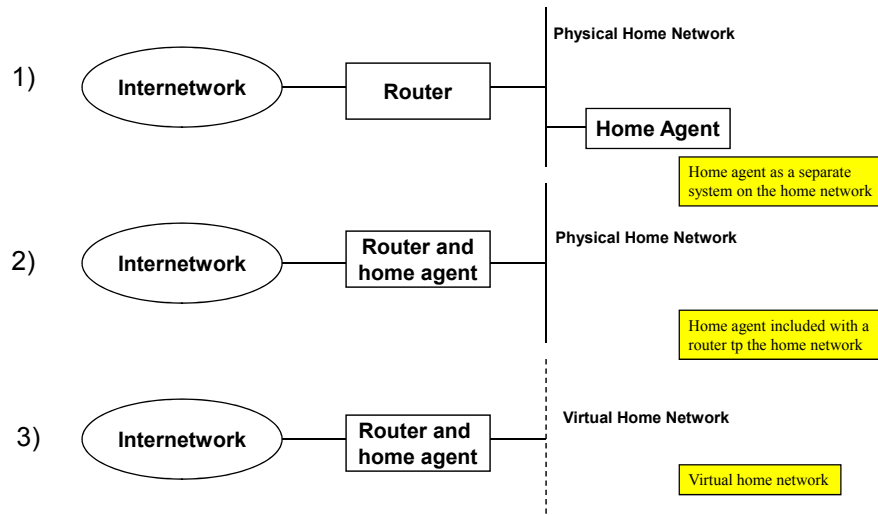 Physical Home Network
1)
Internetwork
Router
Home Agent
Home agent as a separate
system on the home network
2)
Internetwork
Router and
home agent
Physical Home Network
Home agent included with a
router tp the home network
3)
Internetwork
Router and
home agent
Virtual Home Network
Virtual home network